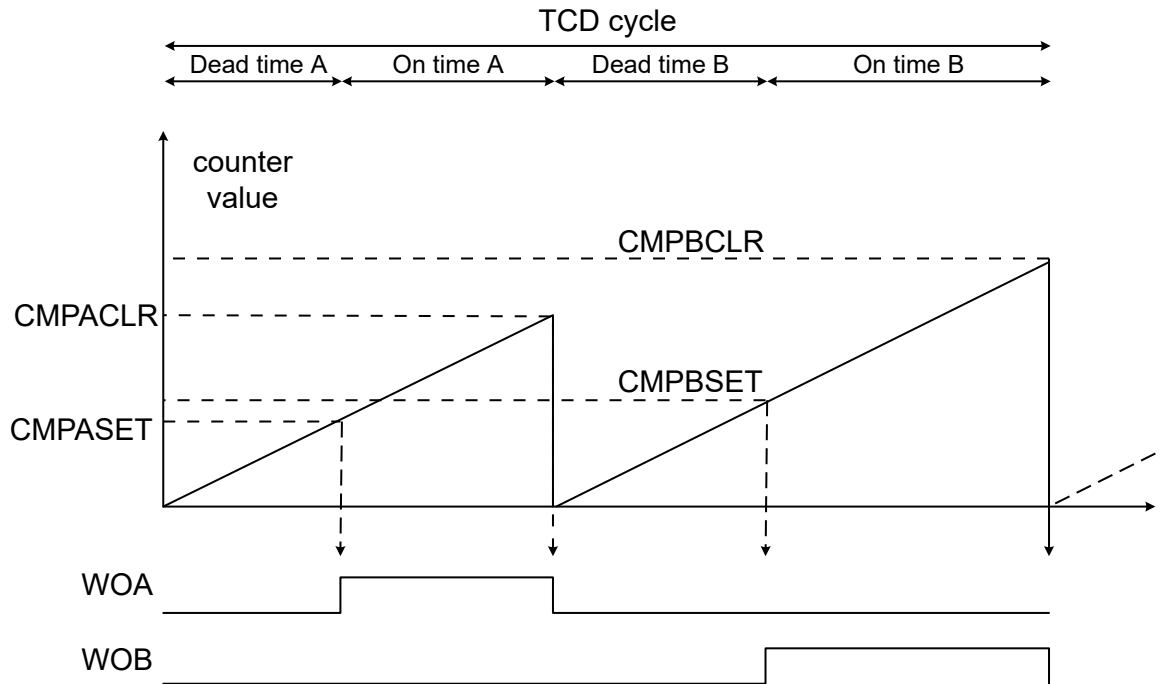 TCD cycle
Dead time A
On time A
Dead time B
On time B
counter
value
CMPBCLR
CMPACLR
CMPBSET
CMPASET
WOA
WOB